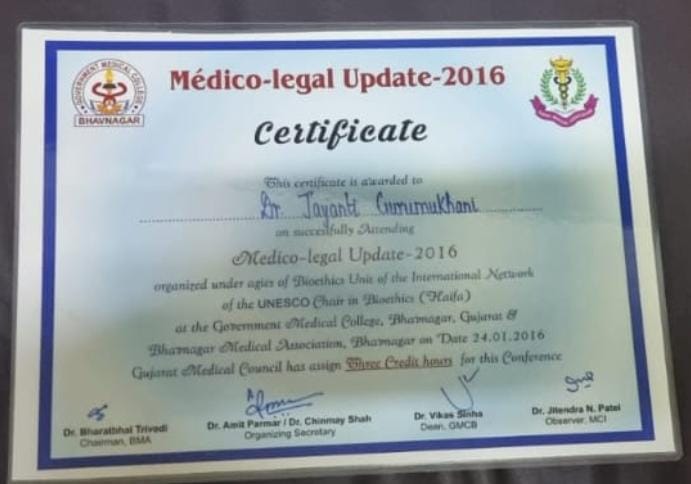 GOVERNMENT MEDICAL COLLEGE
BHAVNAGAR
Médico-legal Update-2016
Certificate
This certificate is awarded to
Dr. Jayanti Gurumukhani
on succesfully Attending
Medico-legal Update-2016
organized under agies of Bioethics Unit of the International Network
of the UNESCO Chair in Bioethics (Haifa)
at the Government Medical College, Bhavnagar, Gujarat &
Bhavnagar Medical Association, Bhavnagar on Date 24.01.2016
Gujarat Medical Council has assign Three Credit hours for this Conference
Dr. Bharatbhai Trivedi
Chairman, BMA
Dr. Amit Parmar / Dr. Chinmay Shah
Organizing Secretary
Dr. Vikas Sinha
Dean, GMCB
Dr. Jitendra N. Patel
Observer, MCI